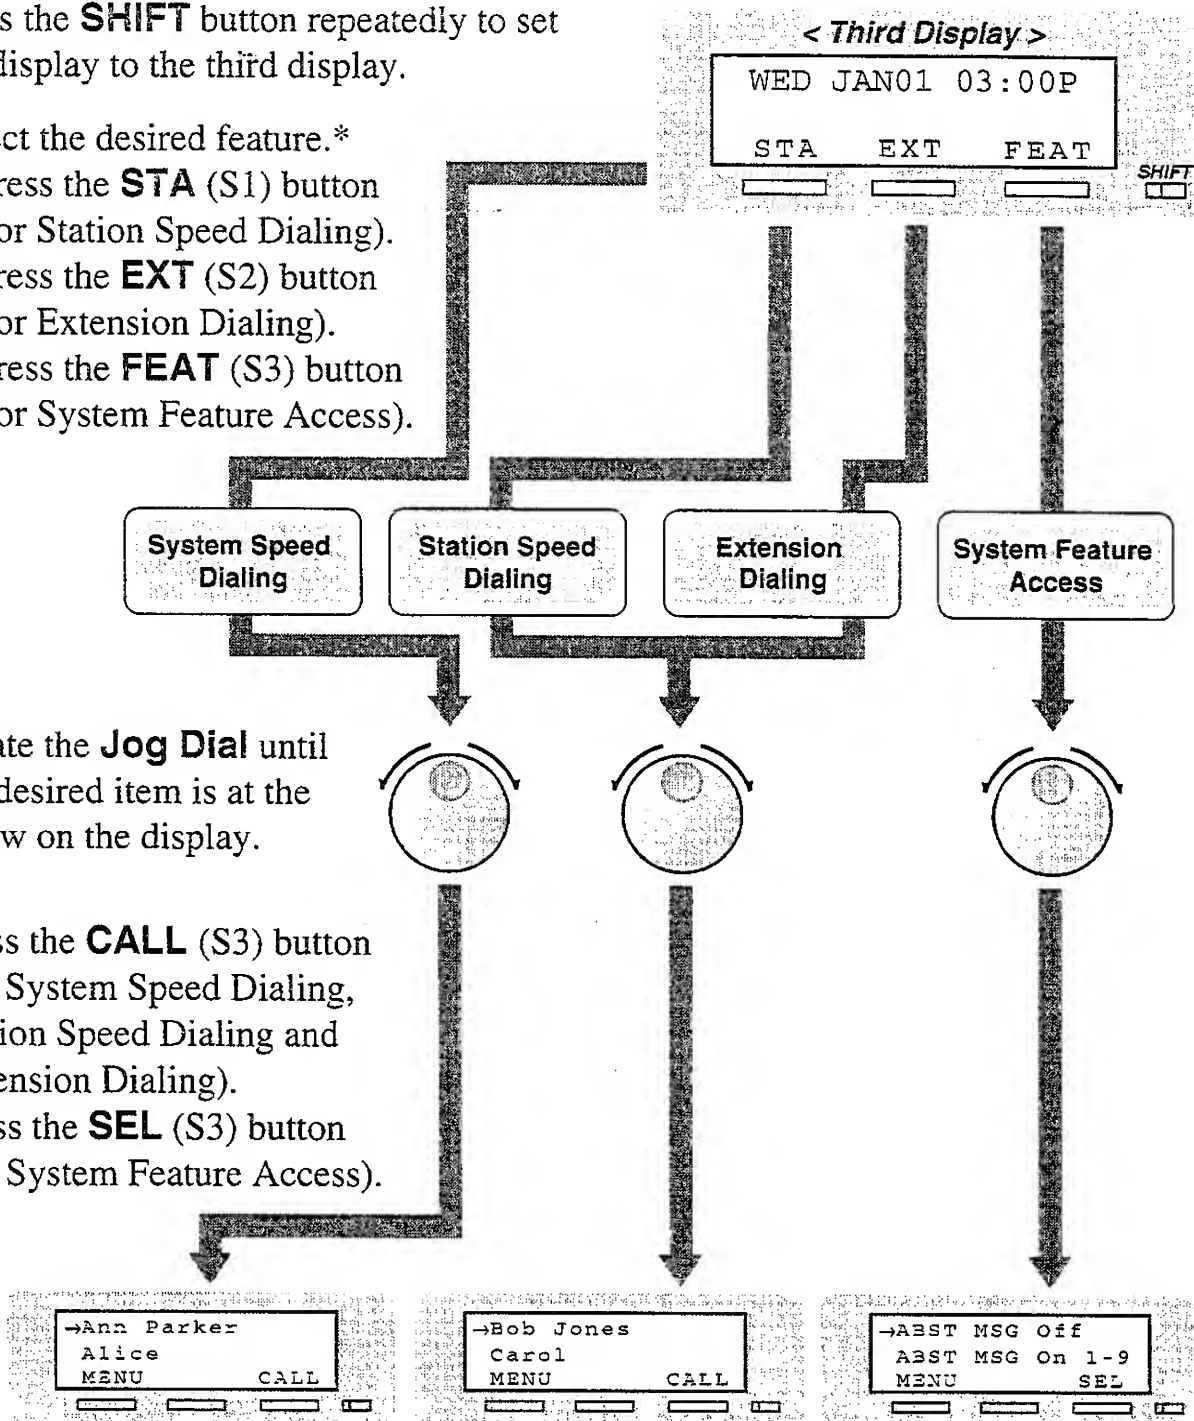 s the SHIFT button repeatedly to set
display to the third display.
< Third Display >
WED JAN01 03:00P
STA EXT FEAT
SHIFT
ct the desired feature.*
ress the STA (S1) button
or Station Speed Dialing).
ress the EXT (S2) button
or Extension Dialing).
ress the FEAT (S3) button
or System Feature Access).
System Speed
Dialing
Station Speed
Dialing
Extension
Dialing
System Feature
Access
ate the Jog Dial until
desired item is at the
w on the display.
ss the CALL (S3) button
System Speed Dialing,
ion Speed Dialing and
ension Dialing).
ss the SEL (S3) button
System Feature Access).
→Ann Parker
Alice
MENU CALL
→Bob Jones
Carol
MENU CALL
→ABST MSG Off
ABST MSG On 1-9
MENU SEL